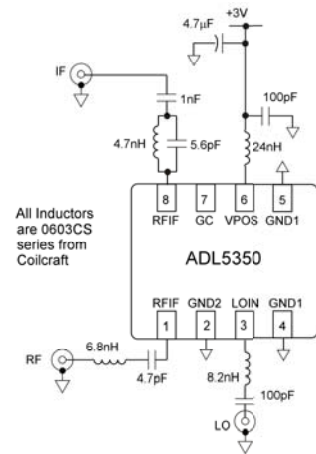 +3V
4.7µF
IF
1nF
100pF
4.7nH
5.6pF
24nH
8
7
6
5
RFIF
GC
VPOS
GND1
All Inductors
are 0603CS
series from
Coilcraft
ADL5350
RFIF
GND2
LOIN
GND1
1
2
3
4
RF
6.8nH
4.7pF
8.2nH
100pF
LO